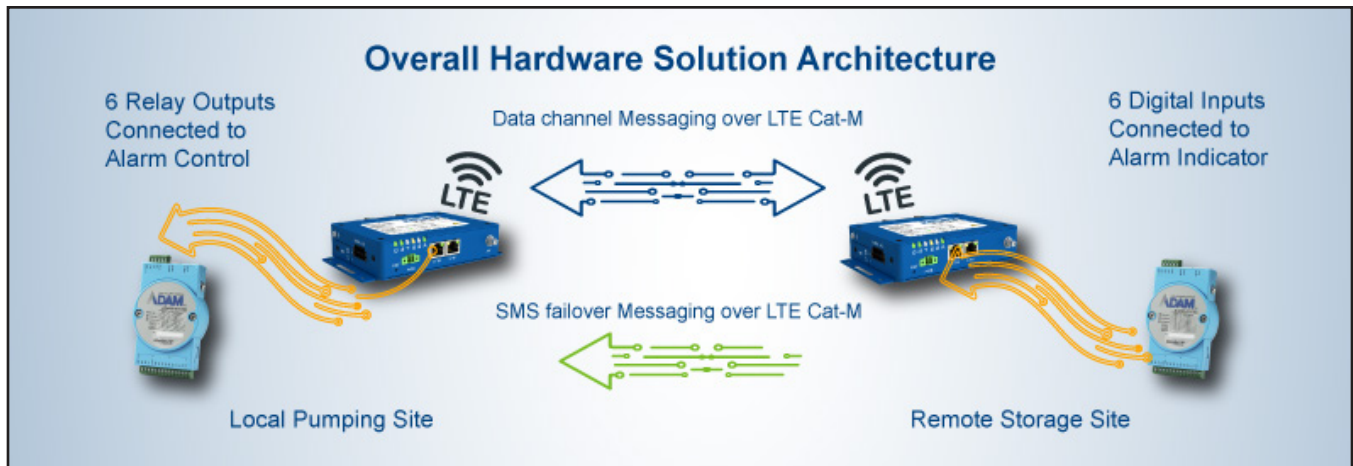 Overall Hardware Solution Architecture
6 Relay Outputs
Connected to
Alarm Control
Data channel Messaging over LTE Cat-M
6 Digital Inputs
Connected to
Alarm Indicator
LTE
LTE
ADAM
ADAM
SMS failover Messaging over LTE Cat-M
Local Pumping Site
Remote Storage Site